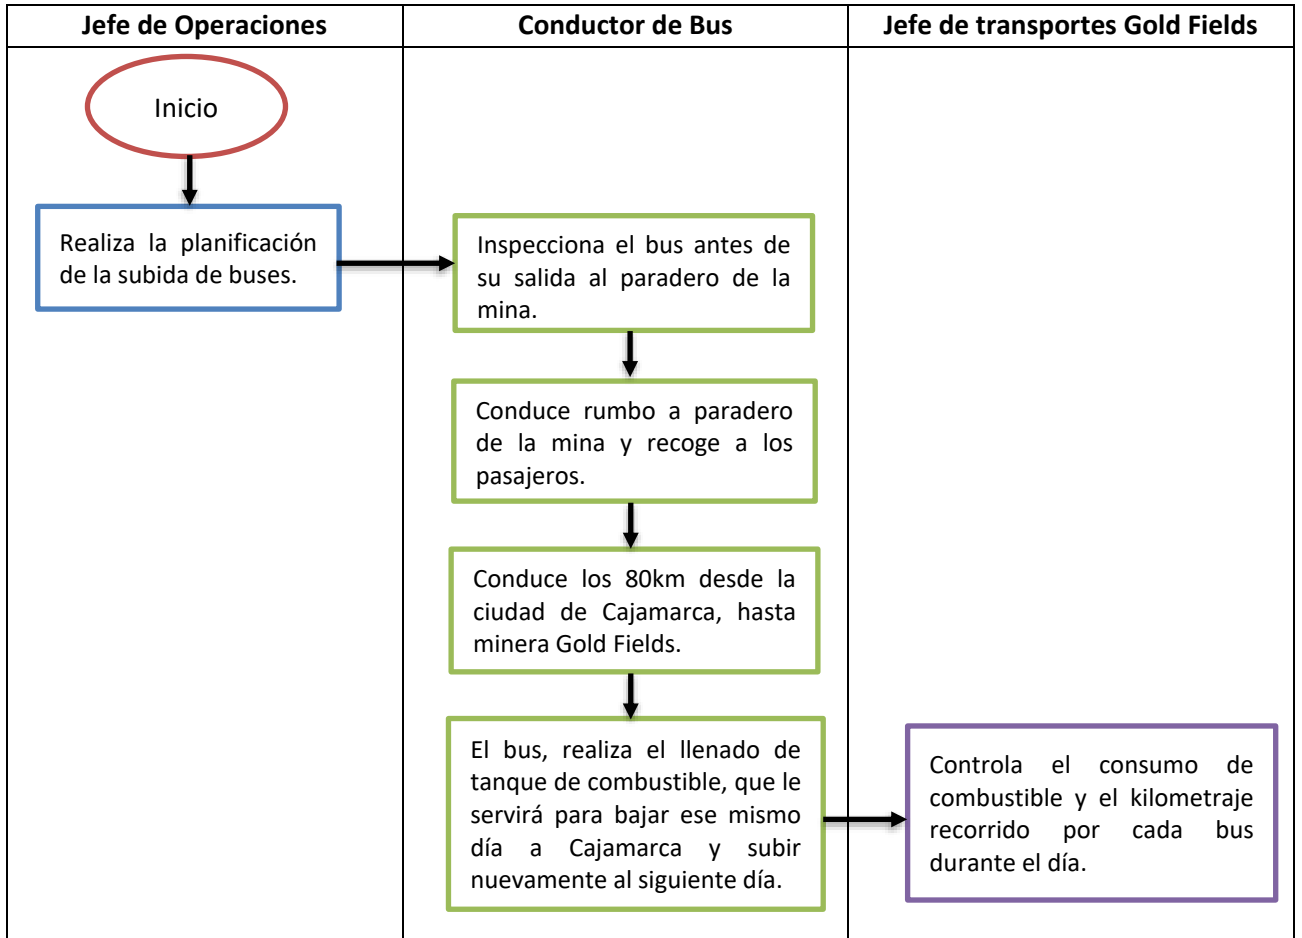 Jefe de Operaciones
Conductor de Bus
Jefe de transportes Gold Fields
Inicio
Realiza la planificación
de la subida de buses.
Inspecciona el bus antes de
su salida al paradero de la
mina.
Conduce rumbo a paradero
de la mina y recoge a los
pasajeros.
Conduce los 80km desde la
ciudad de Cajamarca, hasta
minera Gold Fields.
El bus, realiza el llenado de
tanque de combustible, que le
servirá para bajar ese mismo
día a Cajamarca y subir
nuevamente al siguiente día.
Controla el consumo de
combustible y el kilometraje
recorrido por cada bus
durante el día.